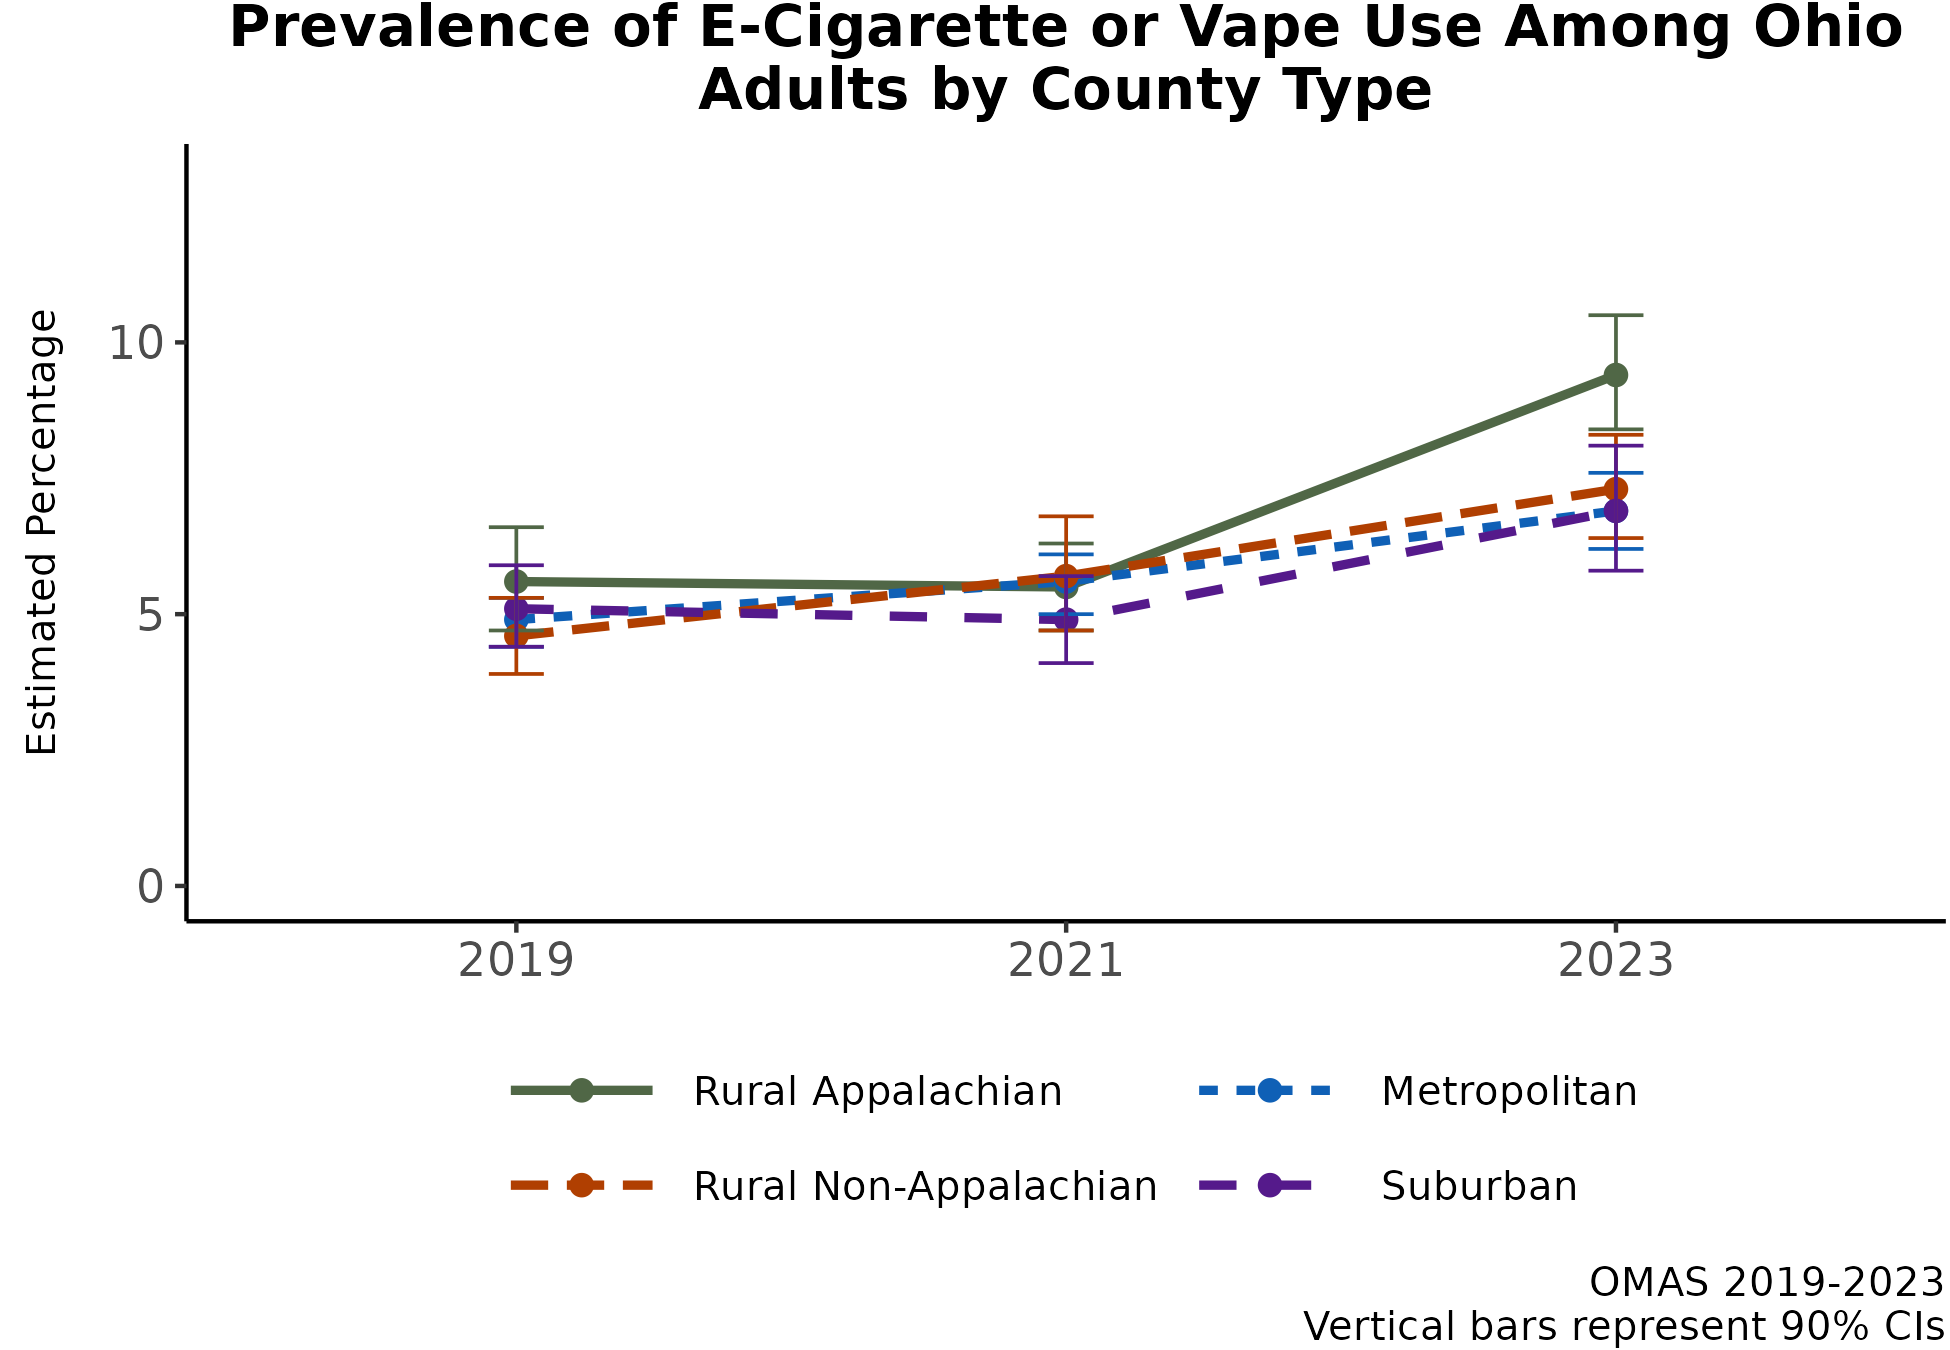 Prevalence of E-Cigarette or Vape Use Among Ohio
Adults by County Type
Estimated Percentage
10
5
0
2019
2021
2023
Rural Appalachian
Metropolitan
Rural Non-Appalachian
Suburban
OMAS 2019-2023
Vertical bars represent 90% CIs